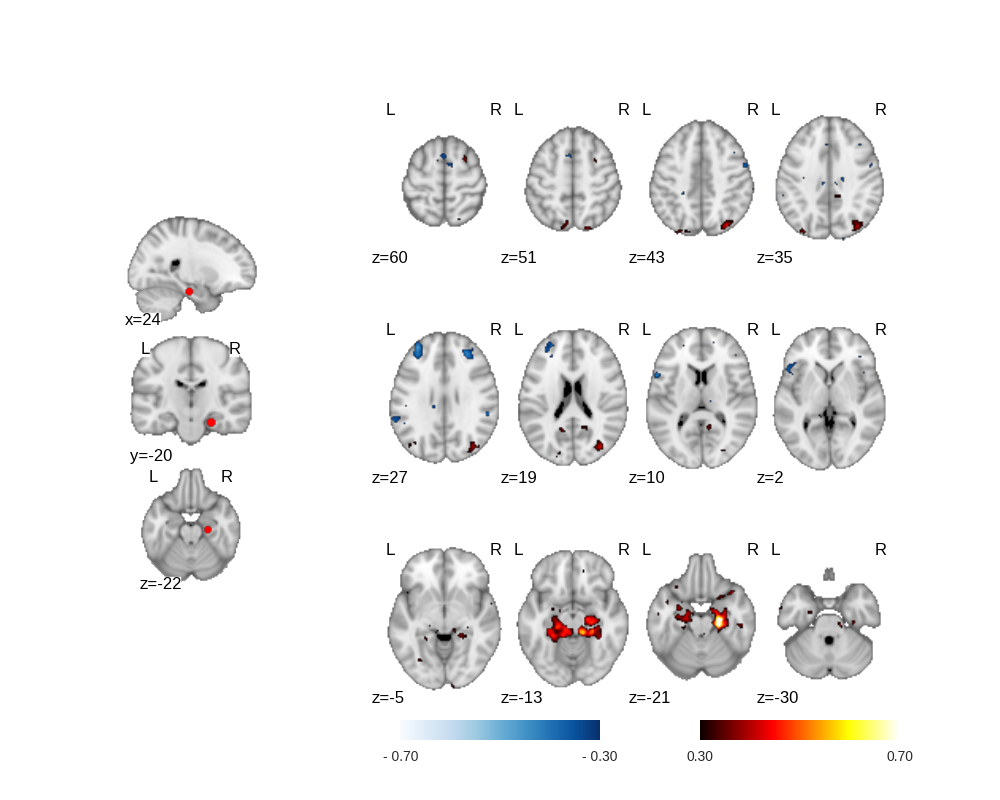 L R L R L R L R
z=60 z=51 z=43 z=35
x=24
L R L R L R L R
L R
y=-20
z=27 z=19 z=10 z=2
L R
z=-22
L R L R L R L R
z=-5 z=-13 z=-21 z=-30
- 0.70 - 0.30 0.30 0.70